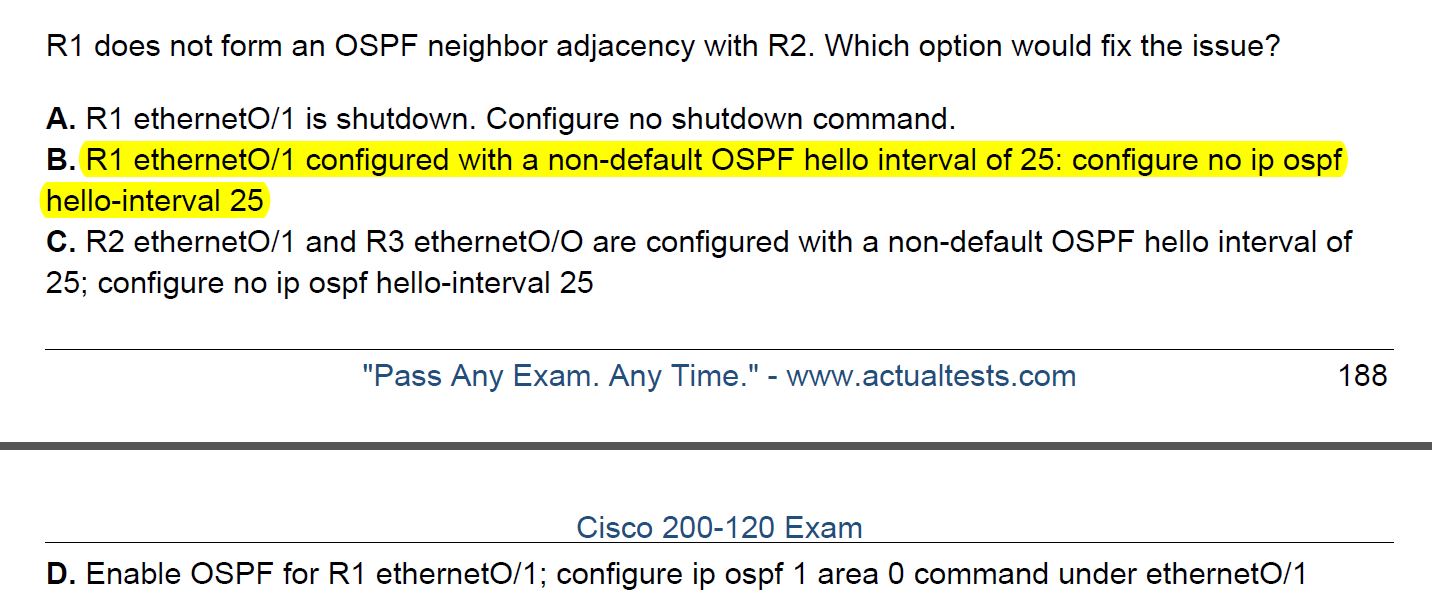 R1 does not form an OSPF neighbor adjacency with R2. Which option would fix the issue?
A. R1 ethernetO/1 is shutdown. Configure no shutdown command.
B. R1 ethernetO/1 configured with a non-default OSPF hello interval of 25: configure no ip ospf
hello-interval 25
C. R2 ethernetO/1 and R3 ethernetO/O are configured with a non-default OSPF hello interval of
25; configure no ip ospf hello-interval 25
"Pass Any Exam. Any Time." - www.actualtests.com 188
Cisco 200-120 Exam
D. Enable OSPF for R1 ethernetO/1; configure ip ospf 1 area 0 command under ethernetO/1